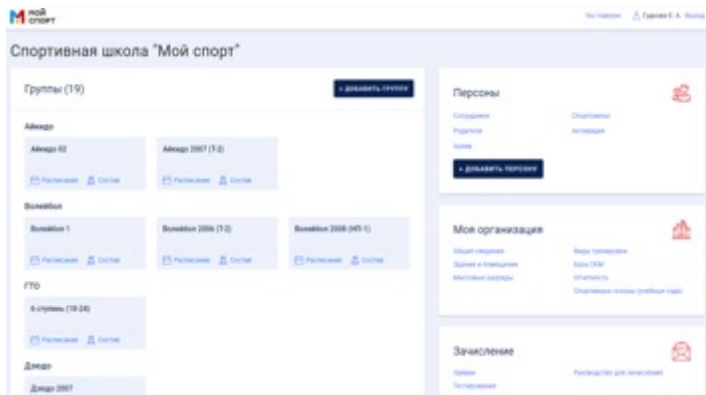 МОЙ
СПОРТ
На главную Гудкова Е. А. Выход
Спортивная школа "Мой спорт"
Группы (19)
+ ДОБАВИТЬ ГРУППУ
Айкидо
Айкидо 02
Айкидо 2007 (Т-2)
Расписание Состав
Расписание Состав
Волейбол
Волейбол 1
Волейбол 2006 (Т-2)
Волейбол 2008 (НП-1)
Расписание Состав
Расписание Состав
Расписание Состав
ГТО
6 ступень (18-24)
Расписание Состав
Дзюдо
Дзюдо 2007
Персоны
Сотрудники Спортсмены
Родители Активация
Архив
+ ДОБАВИТЬ ПЕРСОНУ
Моя организация
Общие сведения Виды тренировок
Здания и помещения База СКМ
Массовые разряды Отчетность
Спортивные сезоны (учебные года)
Зачисление
Заявки Руководство для зачисления
Тестирования